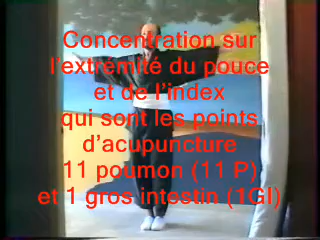 Concentration sur
l'extrémité du pouce
et de l'index
qui sont les points
d'acupuncture
11 poumon (11 P)
et 1 gros intestin (1GI)